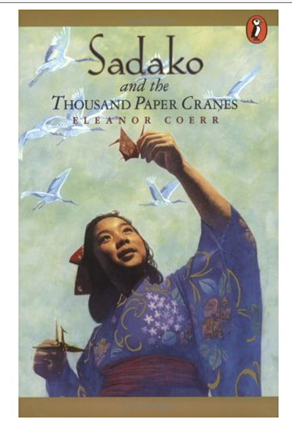 Sadako
and the
THOUSAND PAPER CRANES
ELEANOR COERR